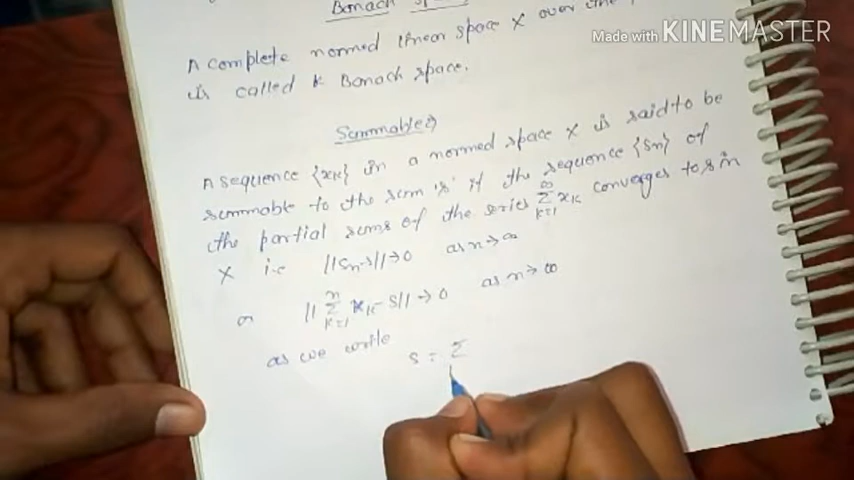 Banach
Made with KINEMASTER
A complete normed linear space X over the
is called k Banach space.
Summable:
A sequence {xk} in a normed space X is said to be
summable to the sum 's' if the sequence {Sn} of
the partial sums of the series ∞Σk=1 xk converges to s in
X i.e ||Sn-s|| → 0 as n → ∞
or || nΣk=1 xk - S|| → 0 as n → ∞
as we write s = Σ